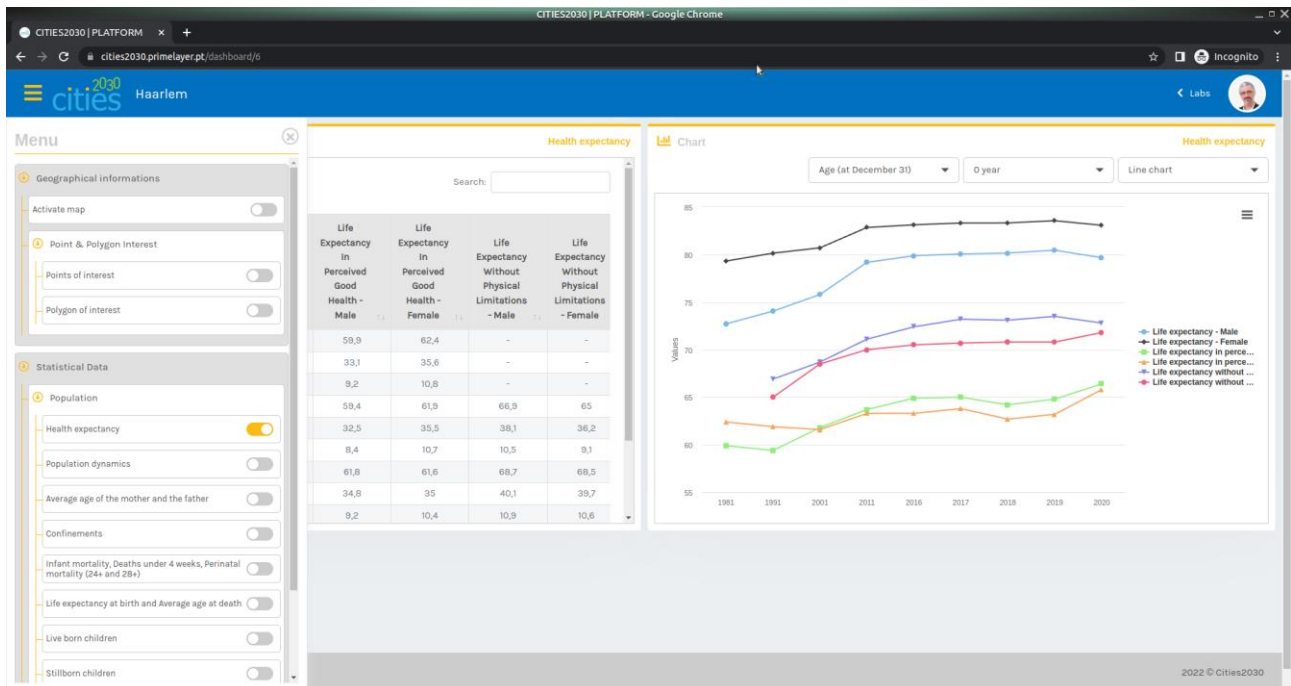 CITIES2030 | PLATFORM - Google Chrome
CITIES2030 | PLATFORM
cities2030.primelayer.pt/dashboard/6
Incognito
2030
cities
Haarlem
Labs
Menu
Geographical informations
Activate map
Point & Polygon Interest
Points of interest
Polygon of interest
Statistical Data
Population
Health expectancy
Population dynamics
Average age of the mother and the father
Confinements
Infant mortality, Deaths under 4 weeks, Perinatal
mortality (24+ and 28+)
Life expectancy at birth and Average age at death
Live born children
Stillborn children
Health expectancy
Search:
Life
Expectancy
In
Perceived
Good
Health -
Male
Life
Expectancy
In
Perceived
Good
Health -
Female
Life
Expectancy
Without
Physical
Limitations
- Male
Life
Expectancy
Without
Physical
Limitations
- Female
59,9 62,4 - -
33,1 35,6 - -
9,2 10,8 - -
59,4 61,9 66,9 65
32,5 35,5 38,1 36,2
8,4 10,7 10,5 9,1
61,8 61,6 68,7 68,5
34,8 35 40,1 39,7
9,2 10,4 10,9 10,6
Chart
Health expectancy
Age (at December 31)
0 year
Line chart
85
80
75
70
65
60
55
Values
1981 1991 2001 2011 2016 2017 2018 2019 2020
Life expectancy - Male
Life expectancy - Female
Life expectancy in perce...
Life expectancy in perce...
Life expectancy without ...
Life expectancy without ...
2022 © Cities2030